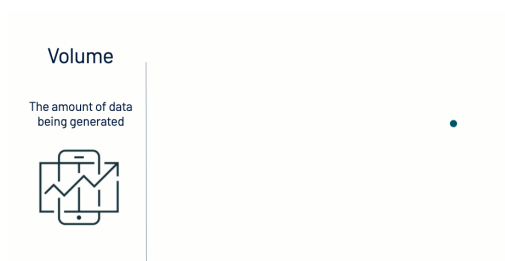 Volume
The amount of data
being generated